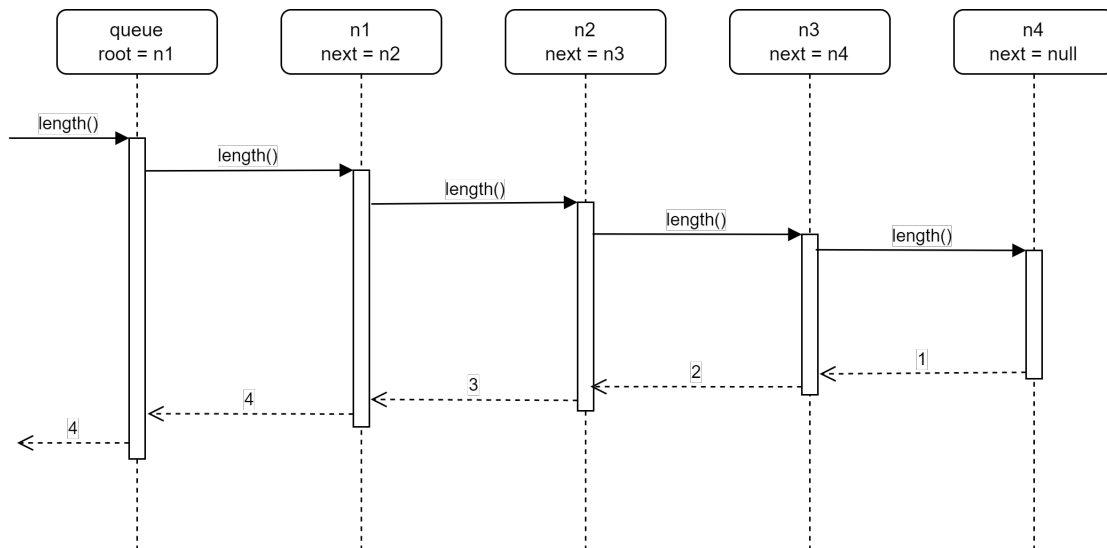 queue
root = n1
n1
next = n2
n2
next = n3
n3
next = n4
n4
next = null
length()
length()
length()
length()
length()
1
2
3
4
4